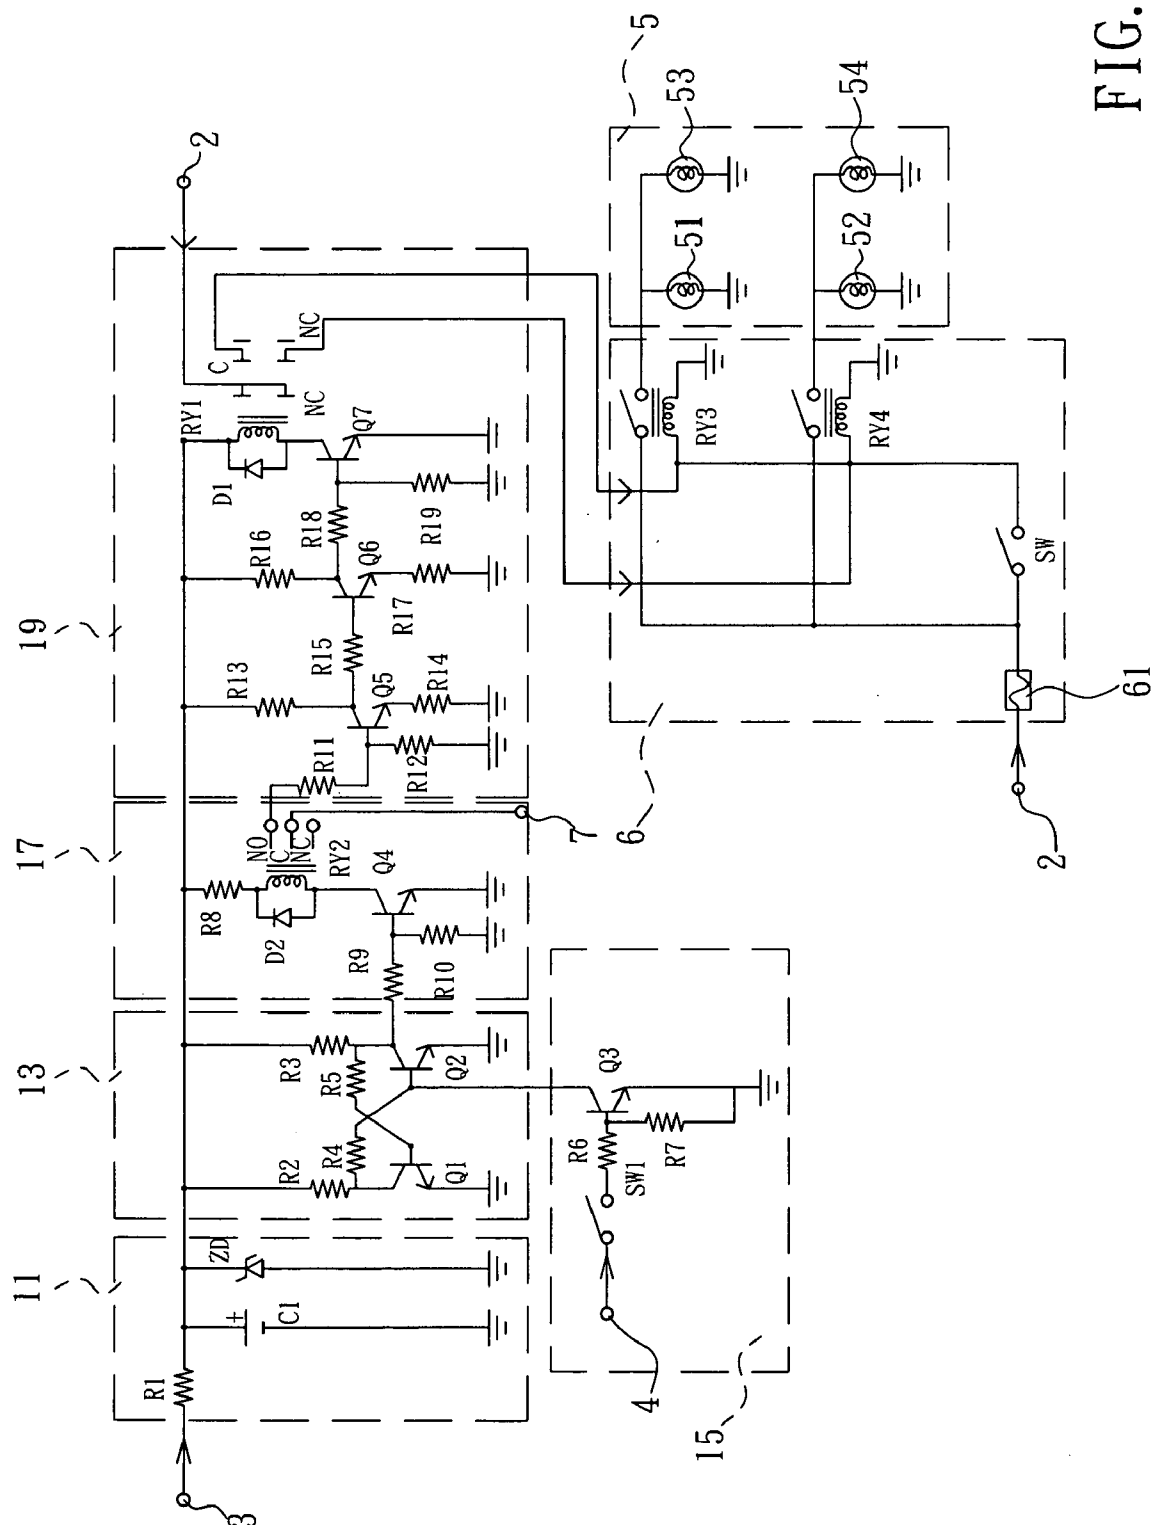 FIG.
5
53
54
51
52
2
NC
C
NC
RY1
D1
Q7
R18
R19
R16
Q6
R17
R15
R13
Q5
R14
R11
R12
19
RY3
RY4
SW
61
2
6
7
17
NO
C
NC
RY2
R8
D2
Q4
R9
R10
13
R3
R5
Q2
R2
R4
Q1
Q3
R6
R7
SW1
4
15
11
ZD
+
C1
R1
3